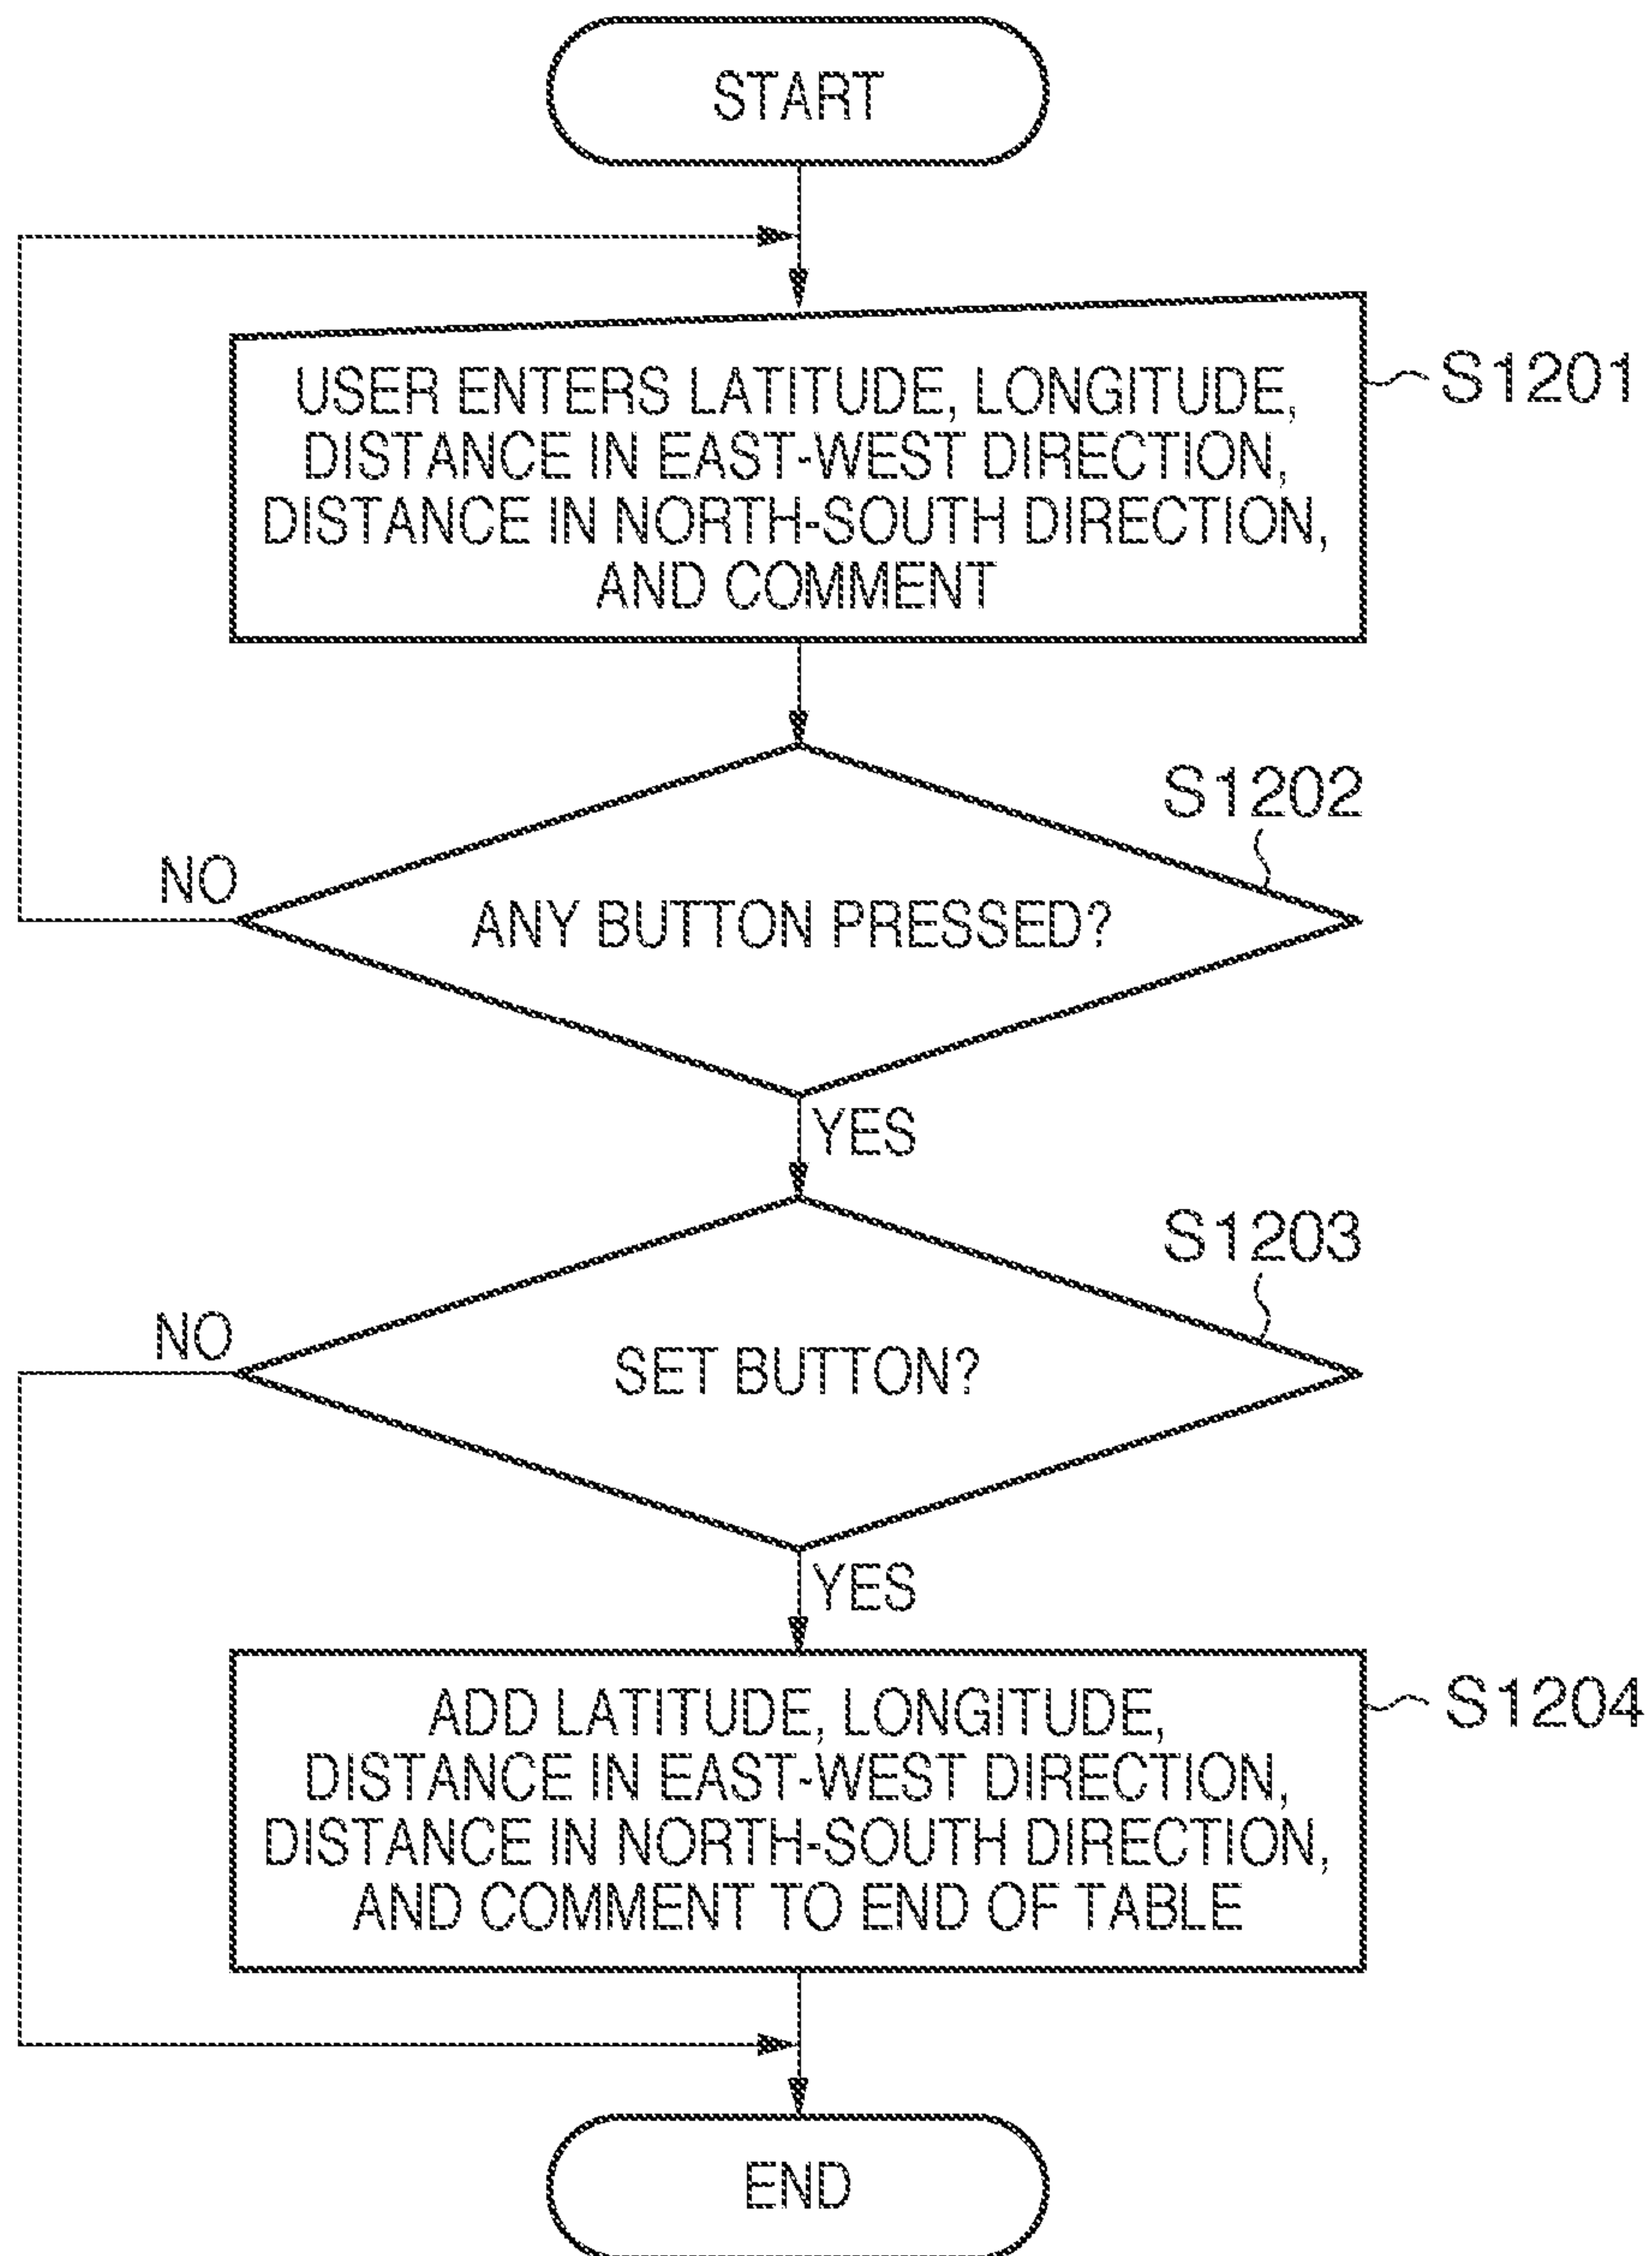 START
USER ENTERS LATITUDE, LONGITUDE,
DISTANCE IN EAST-WEST DIRECTION,
DISTANCE IN NORTH-SOUTH DIRECTION,
AND COMMENT
S1201
S1202
NO
ANY BUTTON PRESSED?
YES
S1203
NO
SET BUTTON?
YES
ADD LATITUDE, LONGITUDE,
DISTANCE IN EAST-WEST DIRECTION,
DISTANCE IN NORTH-SOUTH DIRECTION,
AND COMMENT TO END OF TABLE
S1204
END